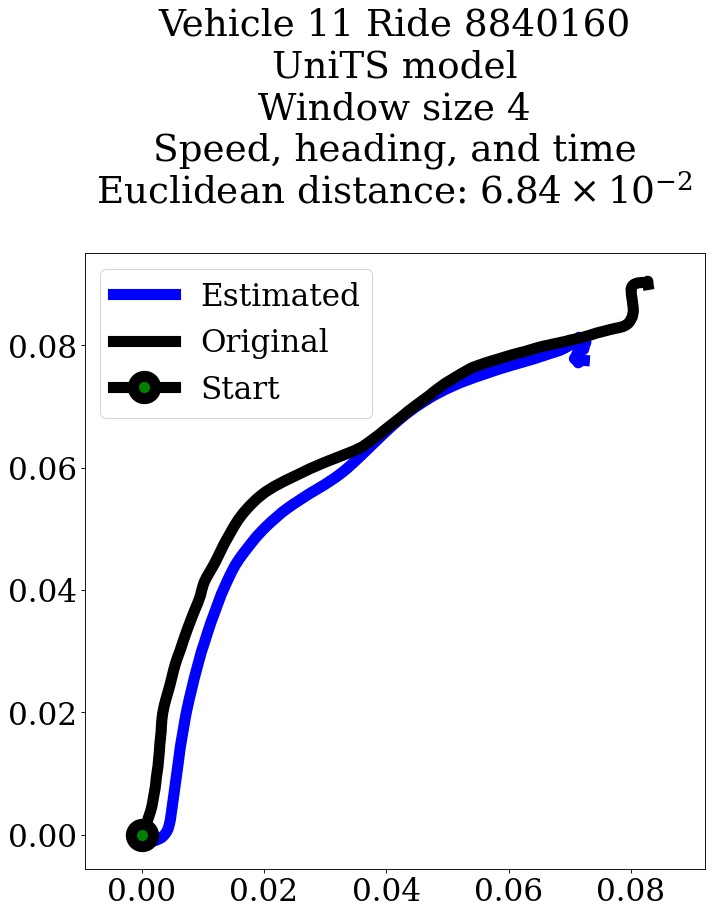 Vehicle 11 Ride 8840160
UniTS model
Window size 4
Speed, heading, and time
Euclidean distance: 6.84 × 10⁻²
Estimated
Original
Start
0.08
0.06
0.04
0.02
0.00
0.00 0.02 0.04 0.06 0.08